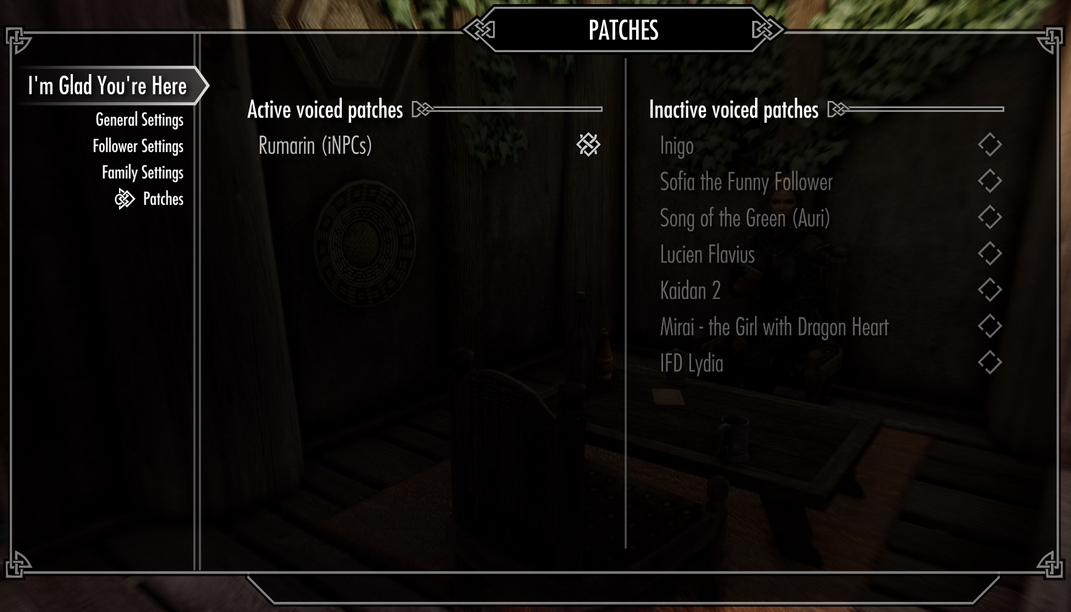 PATCHES
I'm Glad You're Here
General Settings
Follower Settings
Family Settings
Patches
Active voiced patches
Rumarin (iNPCs)
Inactive voiced patches
Inigo
Sofia the Funny Follower
Song of the Green (Auri)
Lucien Flavius
Kaidan 2
Mirai - the Girl with Dragon Heart
IFD Lydia